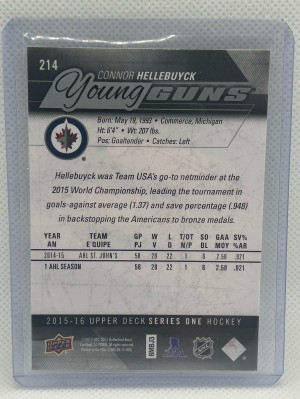 214
CONNOR HELLEBUYCK
Young GUNS
Born: May 19, 1993 • Commerce, Michigan
Ht: 6'4" • Wt: 207 lbs.
Pos: Goaltender • Catches: Left
Hellebuyck was Team USA's go-to netminder at
the 2015 World Championship, leading the tournament in
goals-against average (1.37) and save percentage (.948)
in backstopping the Americans to bronze medals.
YEAR TEAM GP W L T/OT SO GAA SV%
AN ÉQUIPE PJ V D N/P BL MOY %AR
2014-15 AHL ST. JOHN'S 58 28 22 1 6 2.58 .921
1 AHL SEASON 58 28 22 1 6 2.58 .921
2015-16 UPPER DECK SERIES ONE HOCKEY
UPPER DECK
RMBJ3
NHL